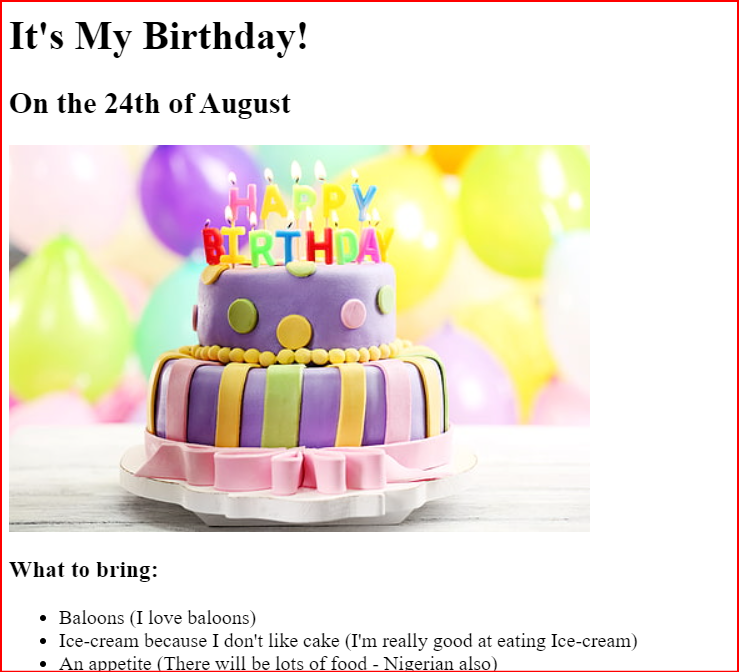 It's My Birthday!
On the 24th of August
HAPPY
BIRTHDAY
What to bring:
Baloons (I love baloons)
Ice-cream because I don't like cake (I'm really good at eating Ice-cream)
An appetite (There will be lots of food - Nigerian also)